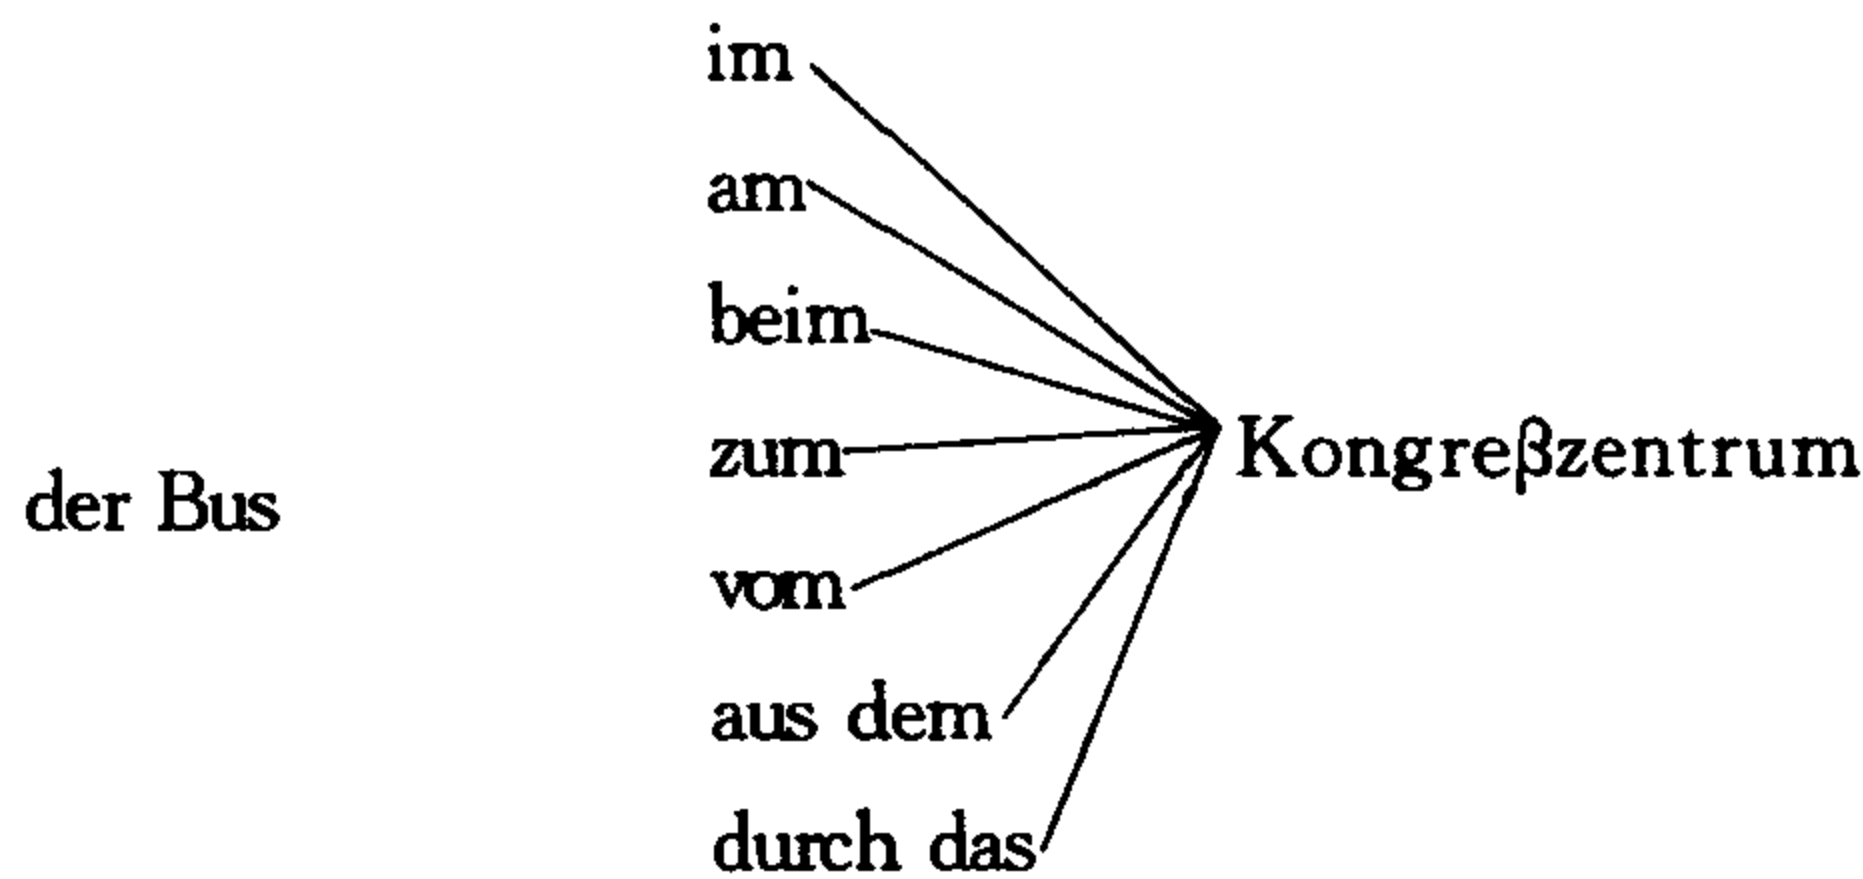 im
am
beim
zum
Kongreßzentrum
der Bus
vom
aus dem
durch das